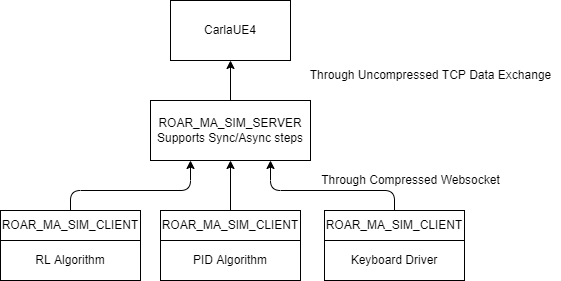 CarlaUE4
Through Uncompressed TCP Data Exchange
ROAR_MA_SIM_SERVER
Supports Sync/Async steps
Through Compressed Websocket
ROAR_MA_SIM_CLIENT
ROAR_MA_SIM_CLIENT
ROAR_MA_SIM_CLIENT
RL Algorithm
PID Algorithm
Keyboard Driver